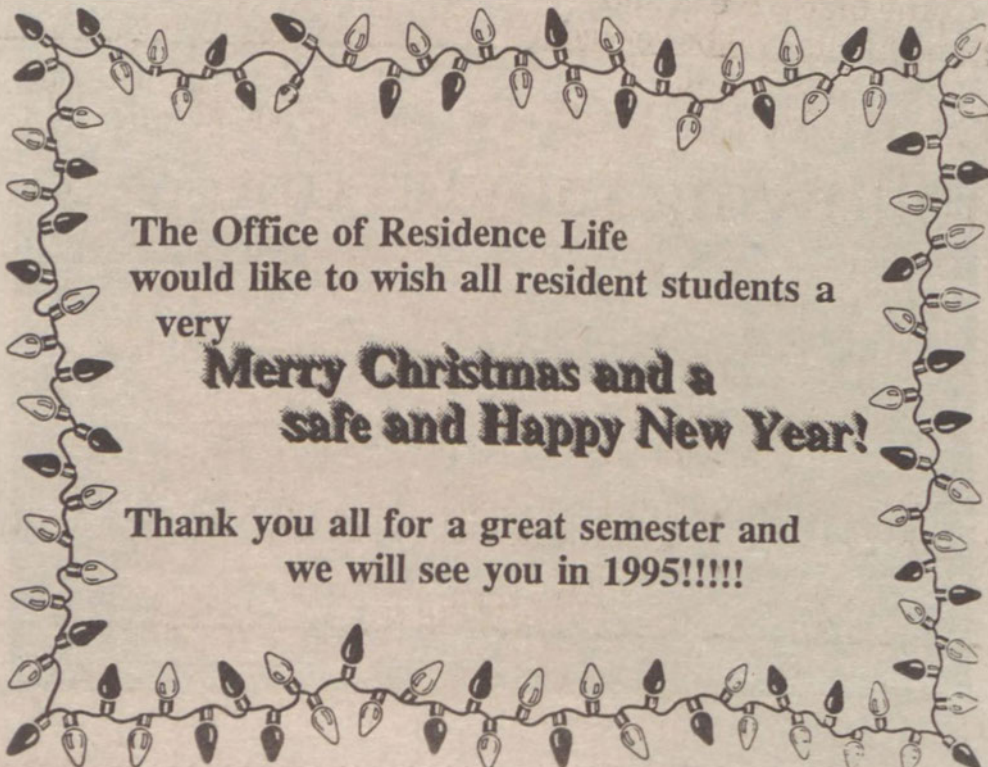 The Office of Residence Life
would like to wish all resident students a
very
Merry Christmas and a
safe and Happy New Year!
Thank you all for a great semester and
we will see you in 1995!!!!!